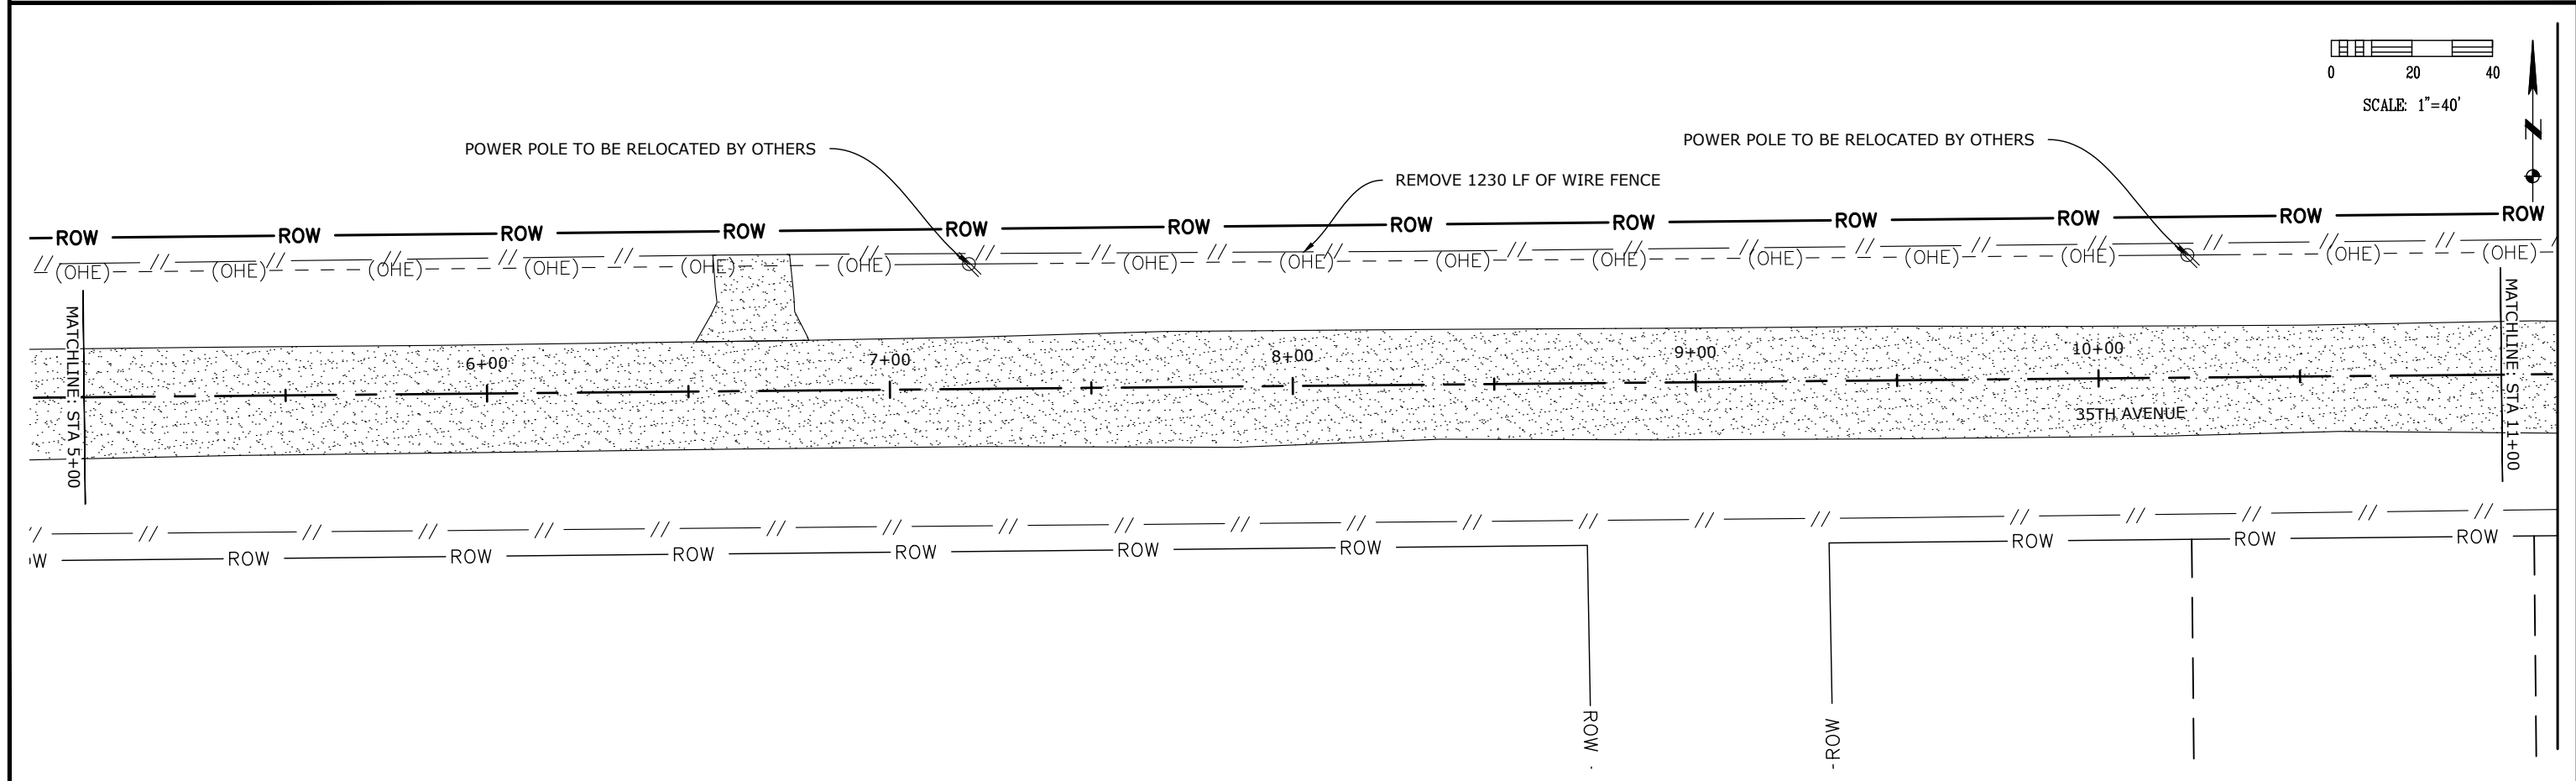 0 20 40
SCALE: 1"=40'
N
POWER POLE TO BE RELOCATED BY OTHERS
POWER POLE TO BE RELOCATED BY OTHERS
REMOVE 1230 LF OF WIRE FENCE
ROW ROW ROW ROW ROW ROW ROW ROW ROW ROW ROW ROW
(OHE) (OHE) (OHE) (OHE) (OHE) (OHE) (OHE) (OHE) (OHE) (OHE) (OHE) (OHE) (OHE) (OHE) (OHE)
MATCHLINE: STA 5+00
6+00 7+00 8+00 9+00 10+00
35TH AVENUE
MATCHLINE: STA 11+00
OW ROW ROW ROW ROW ROW ROW ROW ROW ROW
ROW
ROW